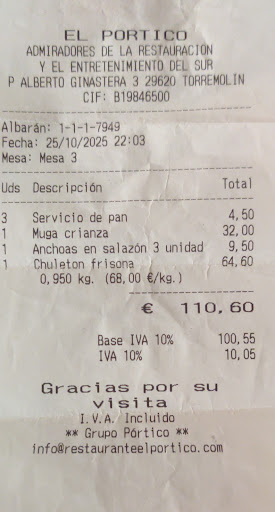 EL PORTICO
ADMIRADORES DE LA RESTAURACION
Y EL ENTRETENIMIENTO DEL SUR
P ALBERTO GINASTERA 3 29620 TORREMOLIN
CIF: B19846500
Albarán: 1-1-1-7949
Fecha: 25/10/2025 22:03
Mesa: Mesa 3
Uds Descripción Total
3 Servicio de pan 4,50
1 Muga crianza 32,00
1 Anchoas en salazón 3 unidad 9,50
1 Chuleton frisona 64,60
0,950 kg. (68,00 €/kg.)
€ 110,60
Base IVA 10% 100,55
IVA 10% 10,05
Gracias por su
visita
I.V.A. Incluido
** Grupo Pórtico **
info@restauranteelportico.com